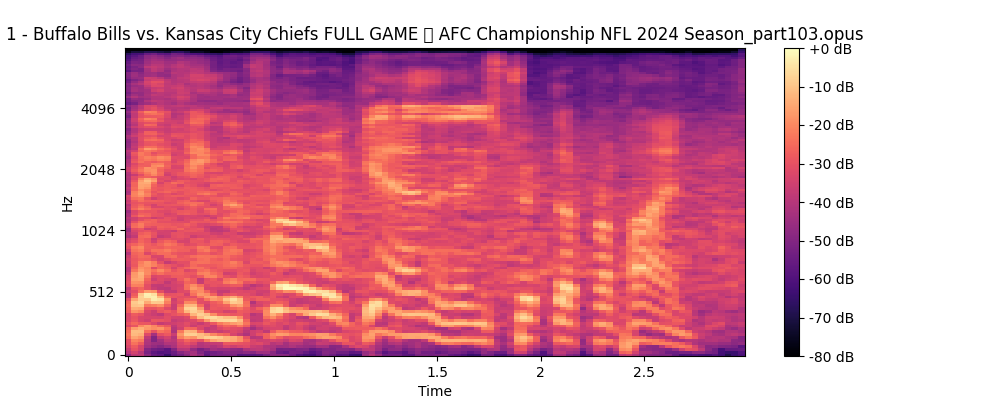 1 - Buffalo Bills vs. Kansas City Chiefs FULL GAME ▯ AFC Championship NFL 2024 Season_part103.opus
+0 dB
-10 dB
-20 dB
-30 dB
-40 dB
-50 dB
-60 dB
-70 dB
-80 dB
4096
2048
1024
512
0
Hz
0
0.5
1
1.5
2
2.5
Time